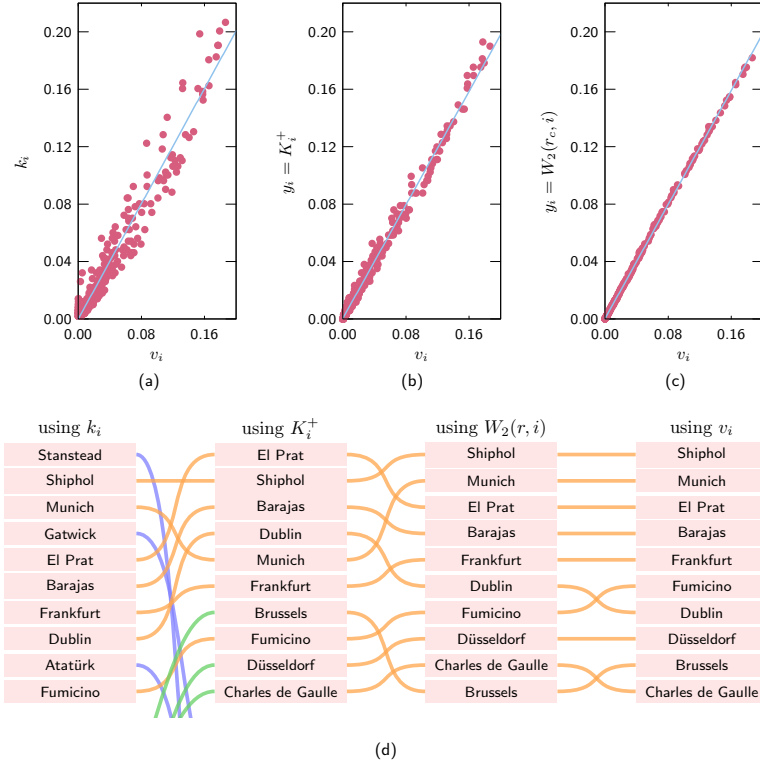 0.20
0.16
0.12
0.08
0.04
0.00
k_i
0.00 0.08 0.16
v_i
(a)
0.20
0.16
0.12
0.08
0.04
0.00
y_i = K_i^+
0.00 0.08 0.16
v_i
(b)
0.20
0.16
0.12
0.08
0.04
0.00
y_i = W_2(r_c, i)
0.00 0.08 0.16
v_i
(c)
using k_i using K_i^+ using W_2(r, i) using v_i
Stanstead El Prat Shiphol Shiphol
Shiphol Shiphol Munich Munich
Munich Barajas El Prat El Prat
Gatwick Dublin Barajas Barajas
El Prat Munich Frankfurt Frankfurt
Barajas Frankfurt Dublin Fumicino
Frankfurt Brussels Fumicino Dublin
Dublin Fumicino Düsseldorf Düsseldorf
Atatürk Düsseldorf Charles de Gaulle Brussels
Fumicino Charles de Gaulle Brussels Charles de Gaulle
(d)